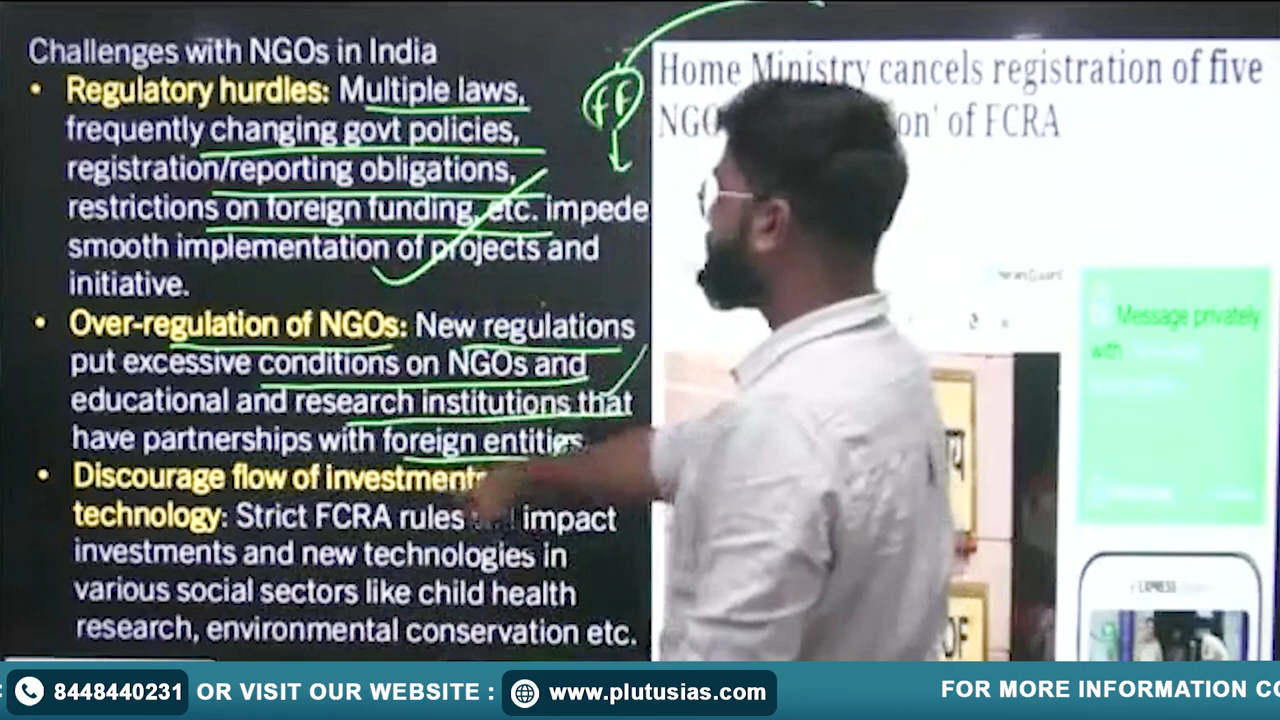 Challenges with NGOs in India
• Regulatory hurdles: Multiple laws,
frequently changing govt policies,
registration/reporting obligations,
restrictions on foreign funding, etc. impede
smooth implementation of projects and
initiative.
• Over-regulation of NGOs: New regulations
put excessive conditions on NGOs and
educational and research institutions that
have partnerships with foreign entities
• Discourage flow of investments
technology: Strict FCRA rules impact
investments and new technologies in
various social sectors like child health
research, environmental conservation etc.
FF
Home Ministry cancels registration of five
NGO on' of FCRA
NewsGuard
Message privately
with
EXPRESS
OF
8448440231 OR VISIT OUR WEBSITE : www.plutusias.com
FOR MORE INFORMATION CO